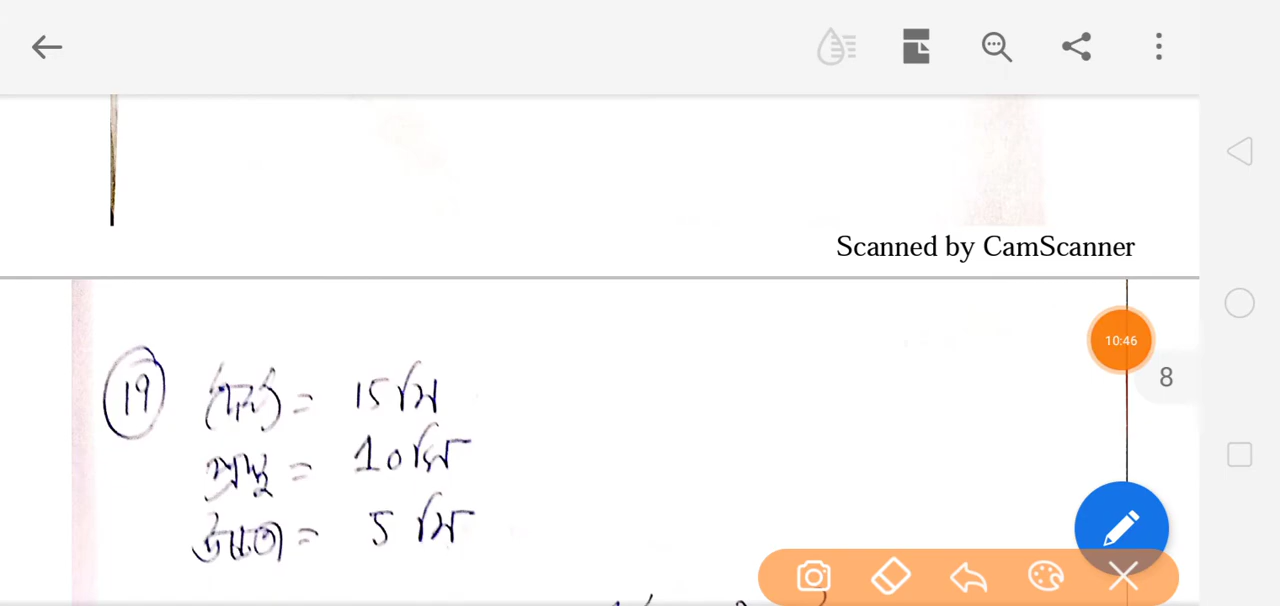 Scanned by CamScanner
10:46
8
19 দৈর্ঘ্য = 15 সেমি
প্রস্থ = 10 সেমি
উচ্চতা = 5 সেমি